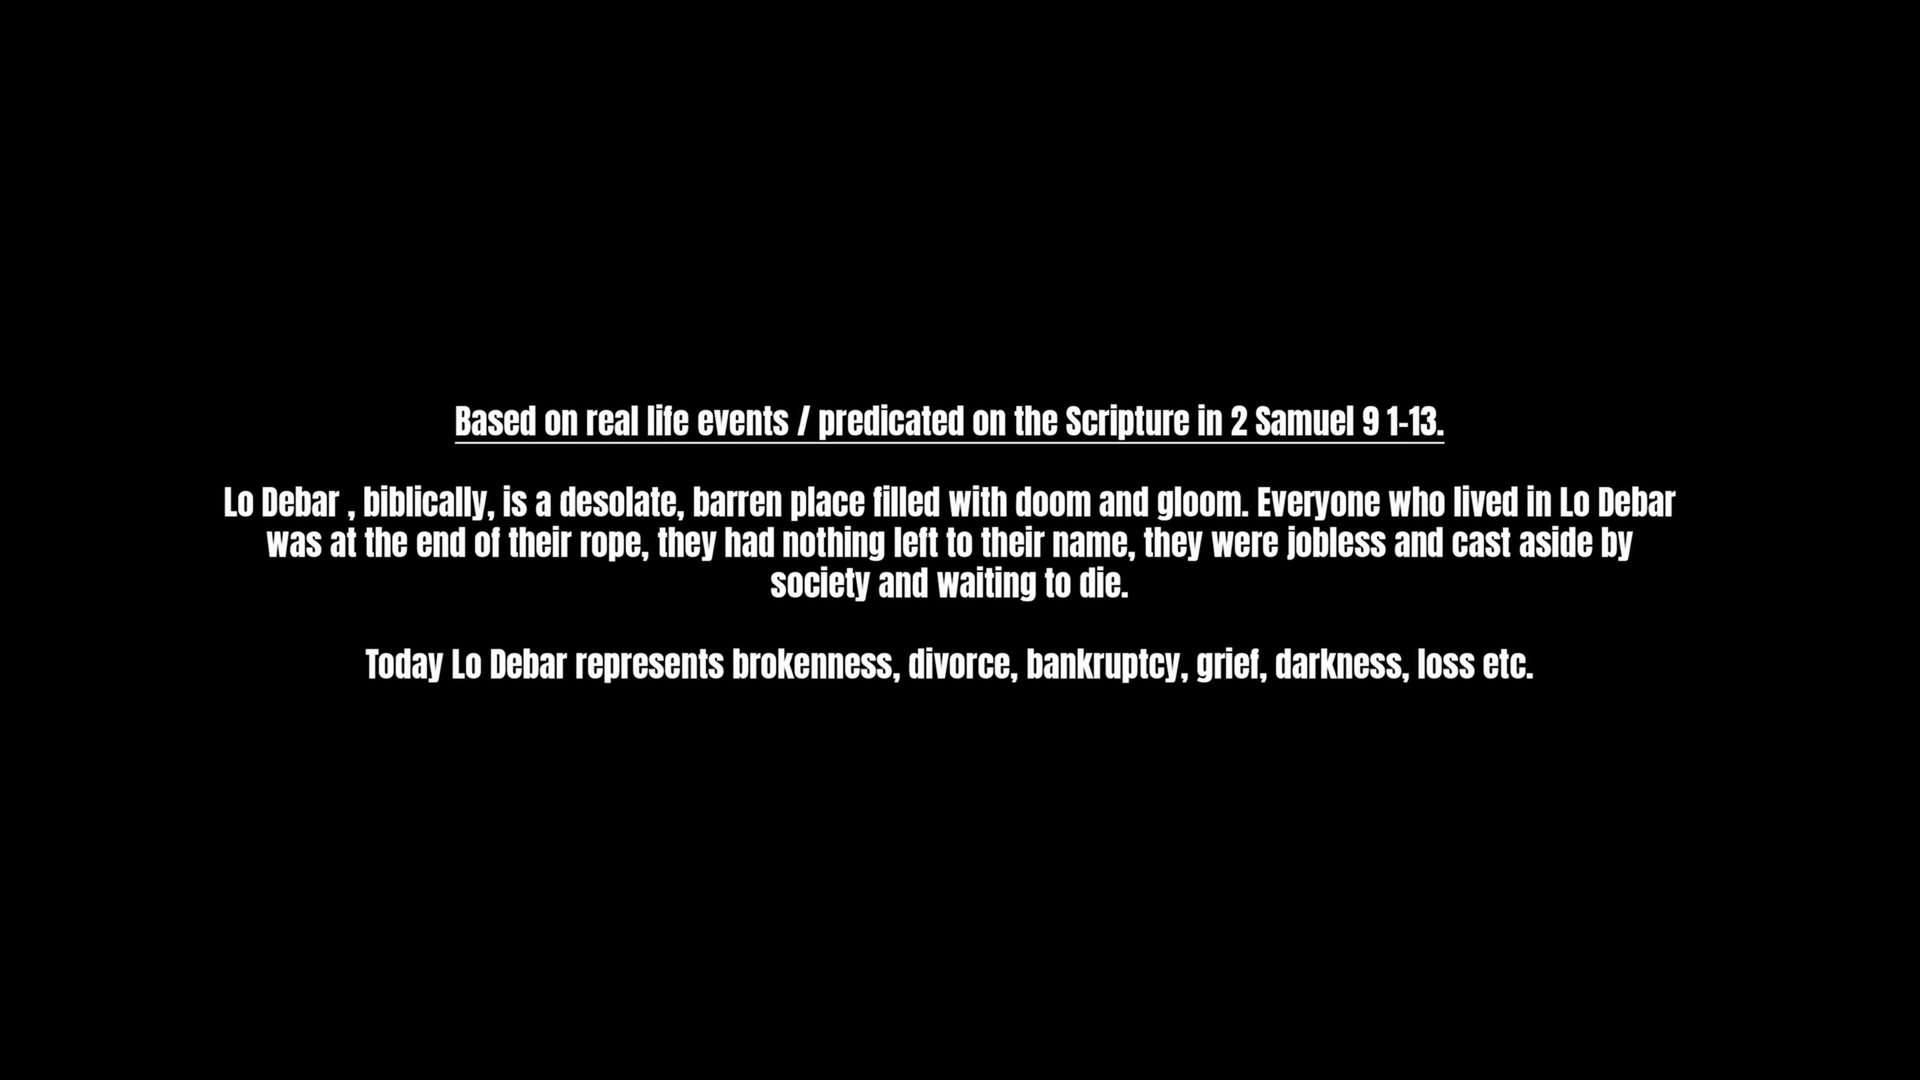 Based on real life events / predicated on the Scripture in 2 Samuel 9 1-13.
Lo Debar , biblically, is a desolate, barren place filled with doom and gloom. Everyone who lived in Lo Debar
was at the end of their rope, they had nothing left to their name, they were jobless and cast aside by
society and waiting to die.
Today Lo Debar represents brokenness, divorce, bankruptcy, grief, darkness, loss etc.